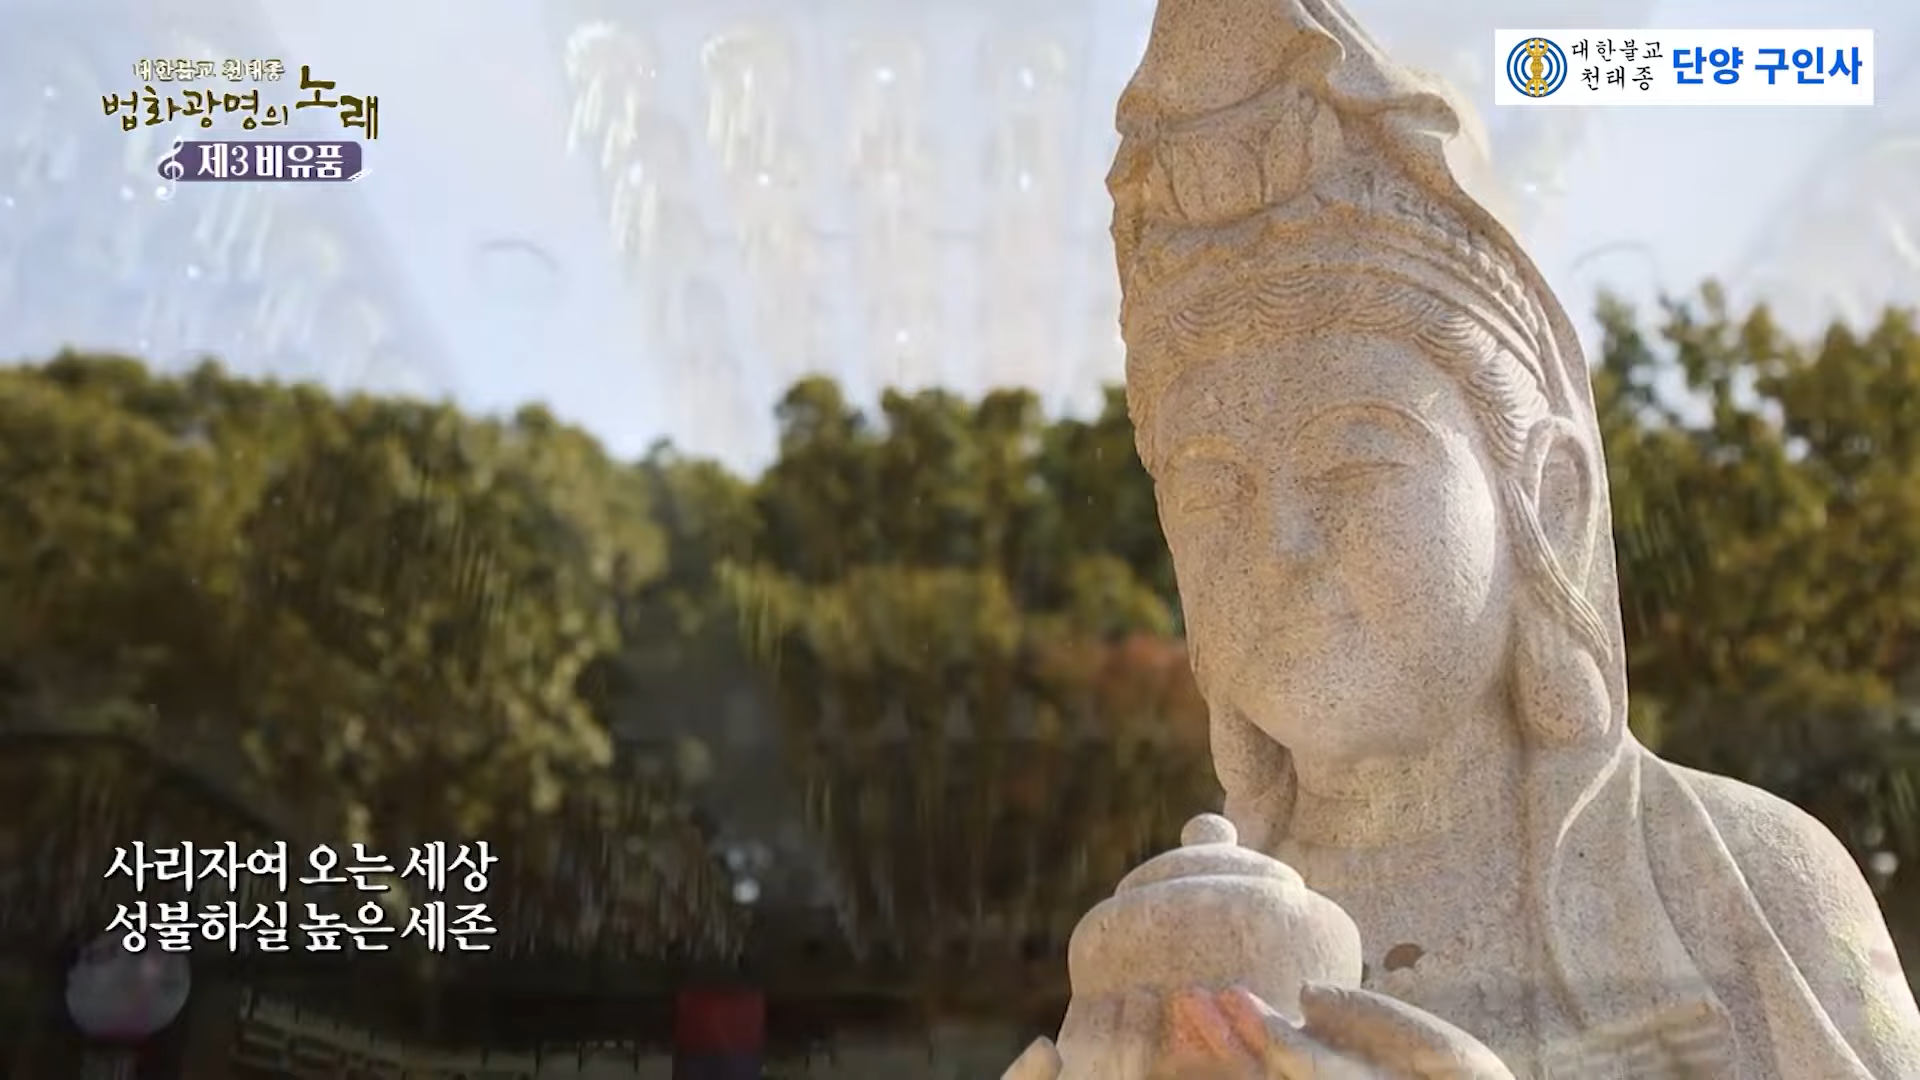 대한불교 천태종
법화광명의 노래
제3 비유품
대한불교
천태종
단양 구인사
사리자여 오는 세상
성불하실 높은 세존